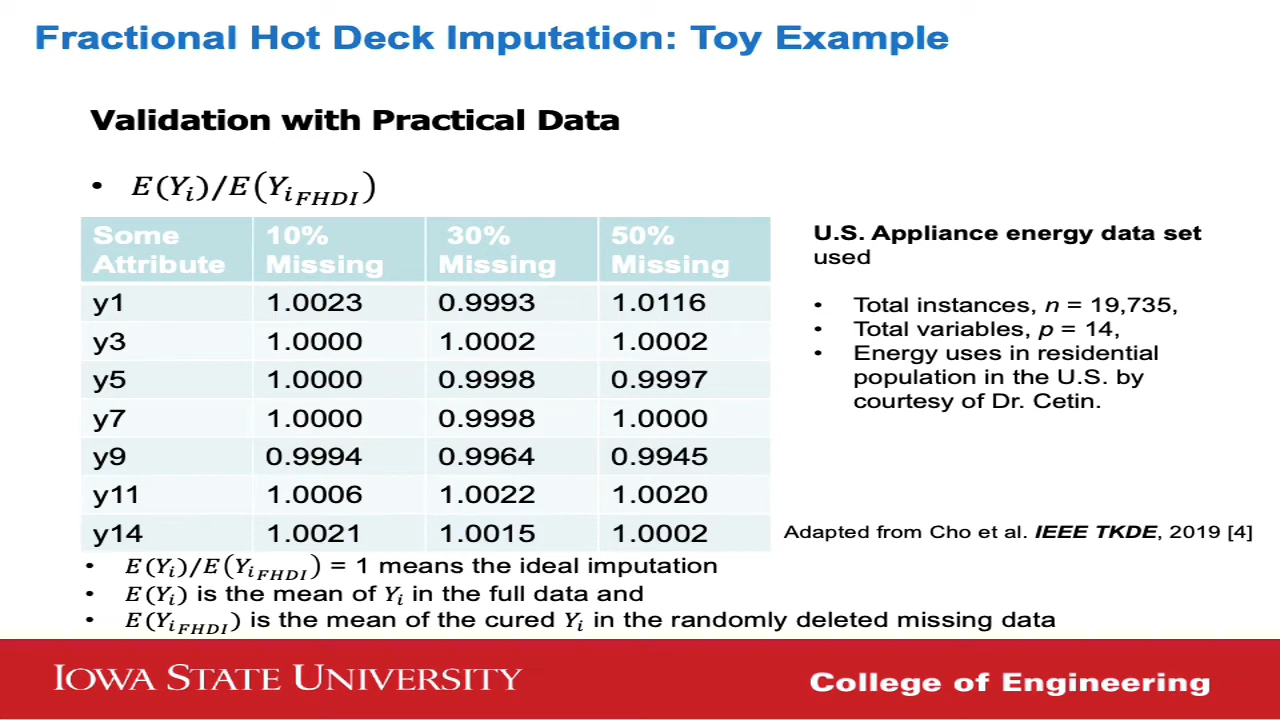 Fractional Hot Deck Imputation: Toy Example
Validation with Practical Data
• E(Yᵢ)/E(Yᵢ_FHDI)
Some Attribute 10% Missing 30% Missing 50% Missing
y1 1.0023 0.9993 1.0116
y3 1.0000 1.0002 1.0002
y5 1.0000 0.9998 0.9997
y7 1.0000 0.9998 1.0000
y9 0.9994 0.9964 0.9945
y11 1.0006 1.0022 1.0020
y14 1.0021 1.0015 1.0002
U.S. Appliance energy data set
used
• Total instances, n = 19,735,
• Total variables, p = 14,
• Energy uses in residential
population in the U.S. by
courtesy of Dr. Cetin.
Adapted from Cho et al. IEEE TKDE, 2019 [4]
• E(Yᵢ)/E(Yᵢ_FHDI) = 1 means the ideal imputation
• E(Yᵢ) is the mean of Yᵢ in the full data and
• E(Yᵢ_FHDI) is the mean of the cured Yᵢ in the randomly deleted missing data
IOWA STATE UNIVERSITY
College of Engineering